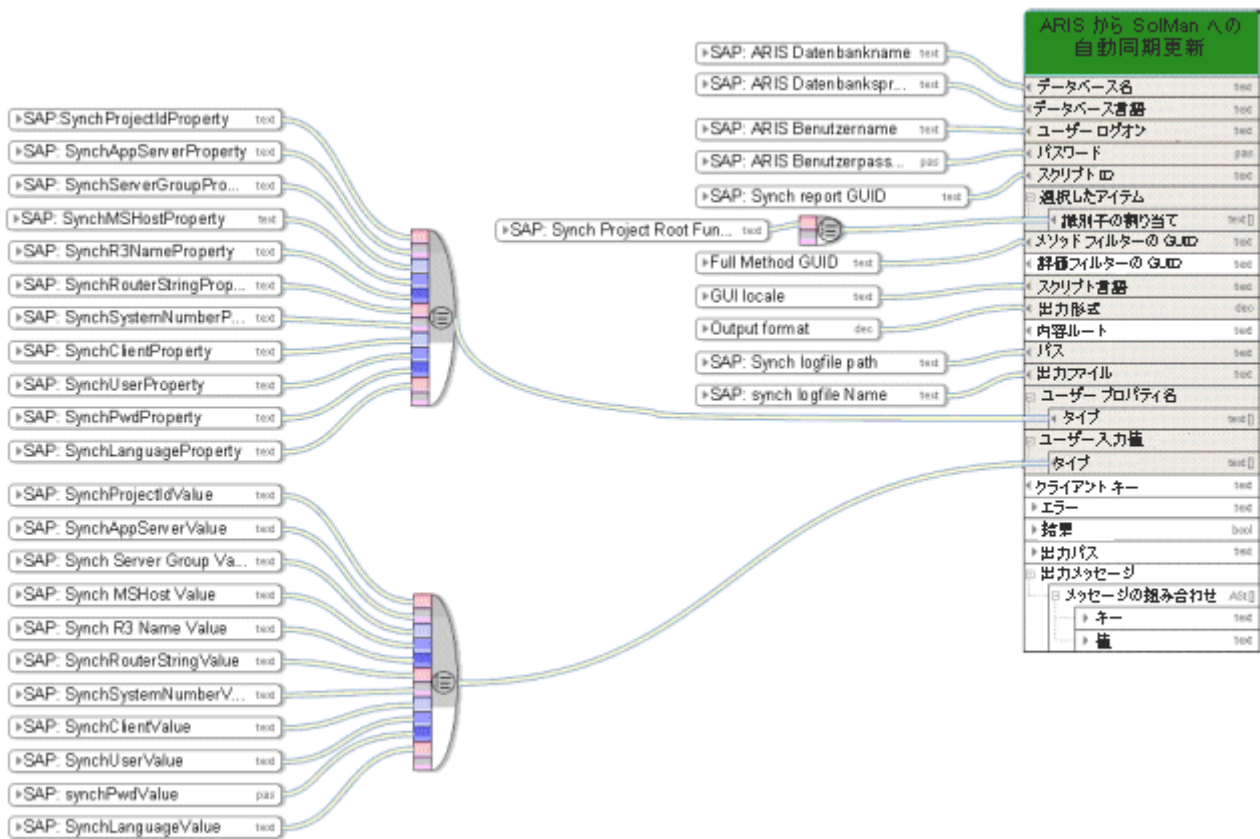 ▸SAP:SynchProjectIdProperty text
▸SAP: SynchAppServerProperty text
▸SAP: SynchServerGroupPro... text
▸SAP: SynchMSHostProperty text
▸SAP: SynchR3NameProperty text
▸SAP: SynchRouterStringProp... text
▸SAP: SynchSystemNumberP... text
▸SAP: SynchClientProperty text
▸SAP: SynchUserProperty text
▸SAP: SynchPwdProperty text
▸SAP: SynchLanguageProperty text
▸SAP: SynchProjectIdValue text
▸SAP: SynchAppServerValue text
▸SAP: Synch Server Group Va... text
▸SAP: Synch MSHost Value text
▸SAP: Synch R3 Name Value text
▸SAP: SynchRouterStringValue text
▸SAP: SynchSystemNumberV... text
▸SAP: SynchClientValue text
▸SAP: SynchUserValue text
▸SAP: synchPwdValue pas
▸SAP: SynchLanguageValue text
▸SAP: ARIS Datenbankname text
▸SAP: ARIS Datenbankspr... text
▸SAP: ARIS Benutzername text
▸SAP: ARIS Benutzerpass... pas
▸SAP: Synch report GUID text
▸SAP: Synch Project Root Fun... text
▸Full Method GUID text
▸GUI locale text
▸Output format dec
▸SAP: Synch logfile path text
▸SAP: synch logfile Name text
ARIS から SolMan への
自動同期更新
データベース名 text
データベース言語 text
ユーザー ログオン text
パスワード pas
スクリプト ID text
選択したアイテム
識別子の割り当て text[]
メソッド フィルターの GUID text
評価フィルターの GUID text
スクリプト言語 text
出力形式 dec
内容ルート text
パス text
出力ファイル text
ユーザー プロパティ名
タイプ text[]
ユーザー入力値
タイプ text[]
クライアント キー text
エラー text
結果 bool
出力パス text
出力メッセージ
メッセージの組み合わせ ASt[]
キー text
値 text